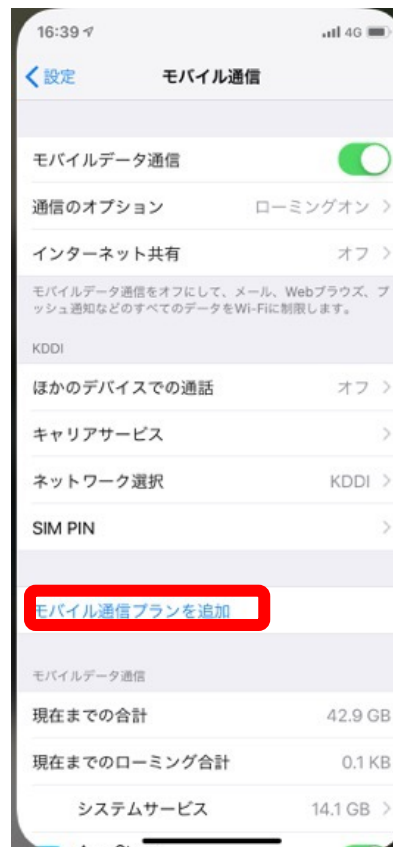 16:39
4G
設定
モバイル通信
モバイルデータ通信
通信のオプション ローミングオン
インターネット共有 オフ
モバイルデータ通信をオフにして、メール、Webブラウズ、プ
ッシュ通知などのすべてのデータをWi-Fiに制限します。
KDDI
ほかのデバイスでの通話 オフ
キャリアサービス
ネットワーク選択 KDDI
SIM PIN
モバイル通信プランを追加
モバイルデータ通信
現在までの合計 42.9 GB
現在までのローミング合計 0.1 KB
システムサービス 14.1 GB